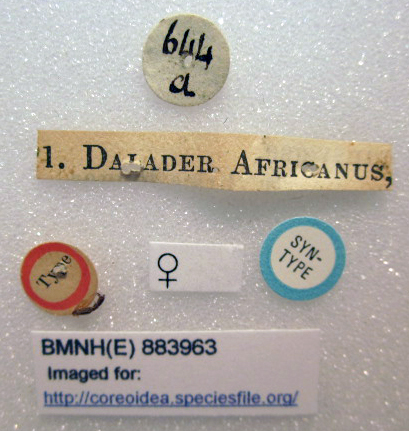 644
a
1. DALADER AFRICANUS,
Type
♀
SYN-
TYPE
BMNH(E) 883963
Imaged for:
http://coreoidea.speciesfile.org/